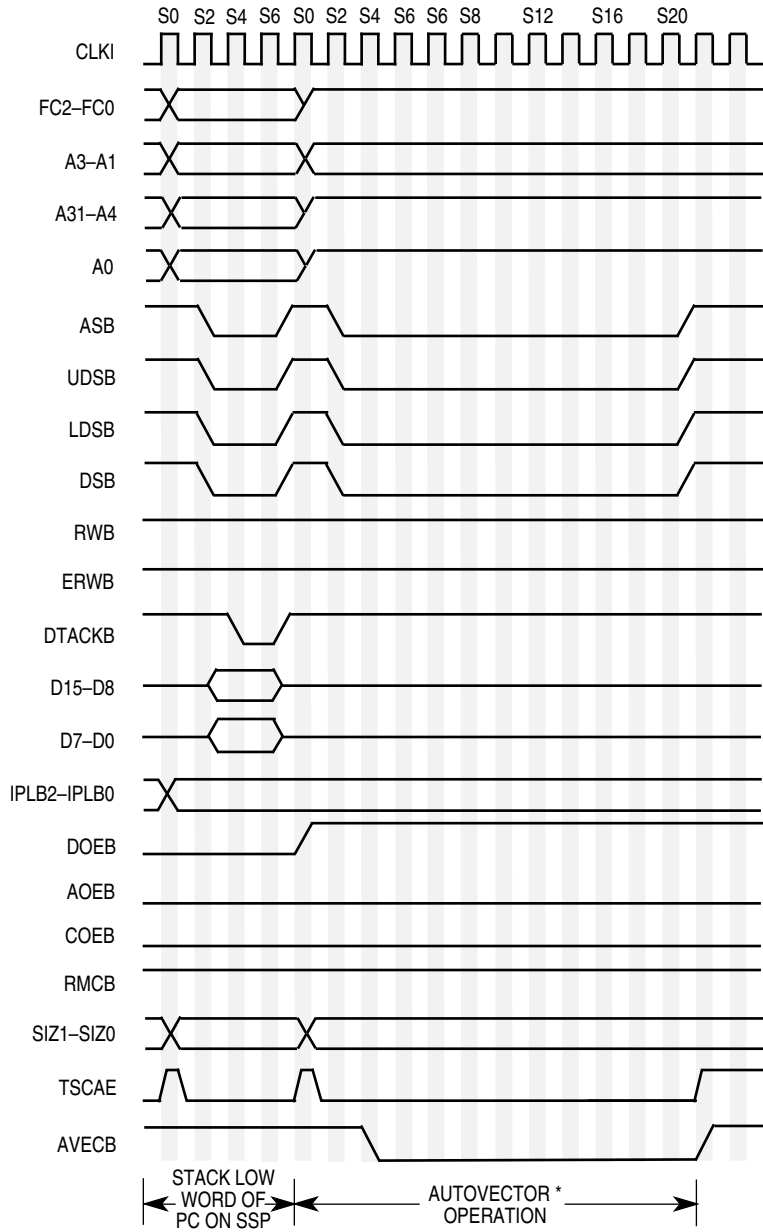 S0 S2 S4 S6 S0 S2 S4 S6 S6 S8 S12 S16 S20
CLKI
FC2–FC0
A3–A1
A31–A4
A0
ASB
UDSB
LDSB
DSB
RWB
ERWB
DTACKB
D15–D8
D7–D0
IPLB2–IPLB0
DOEB
AOEB
COEB
RMCB
SIZ1–SIZ0
TSCAE
AVECB
STACK LOW
WORD OF
PC ON SSP
AUTOVECTOR *
OPERATION